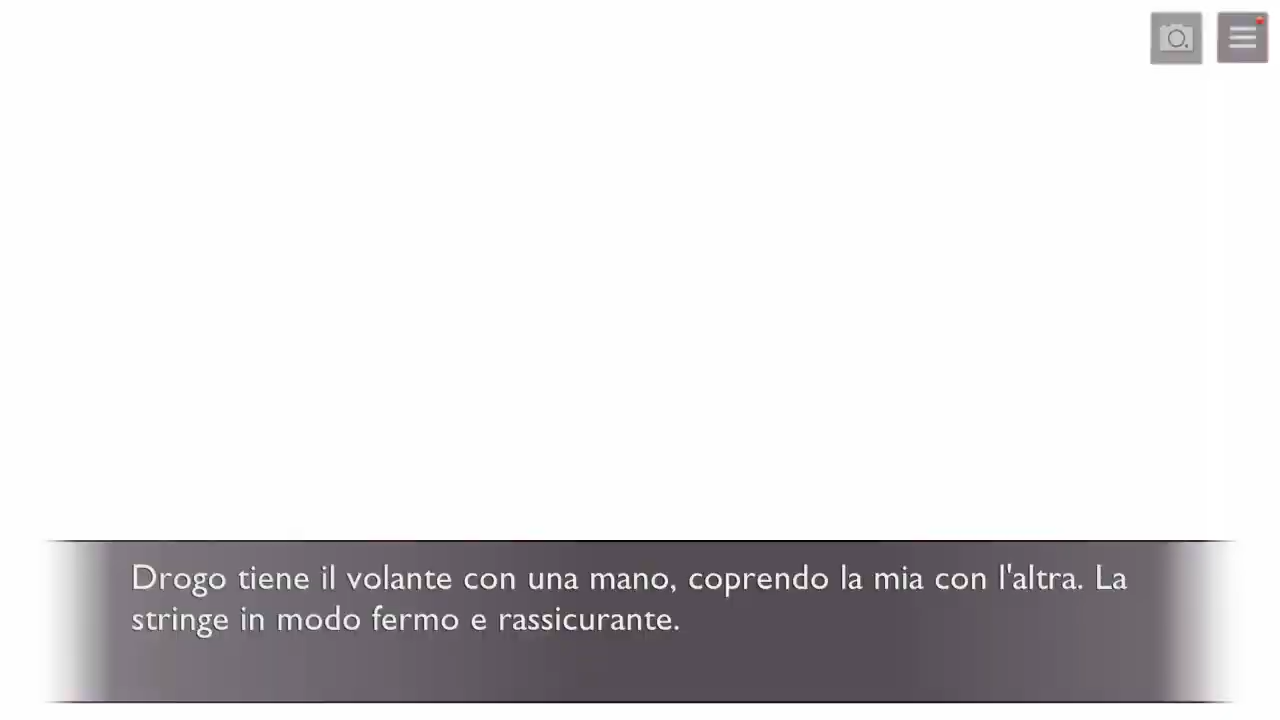 Drogo tiene il volante con una mano, coprendo la mia con l'altra. La
stringe in modo fermo e rassicurante.